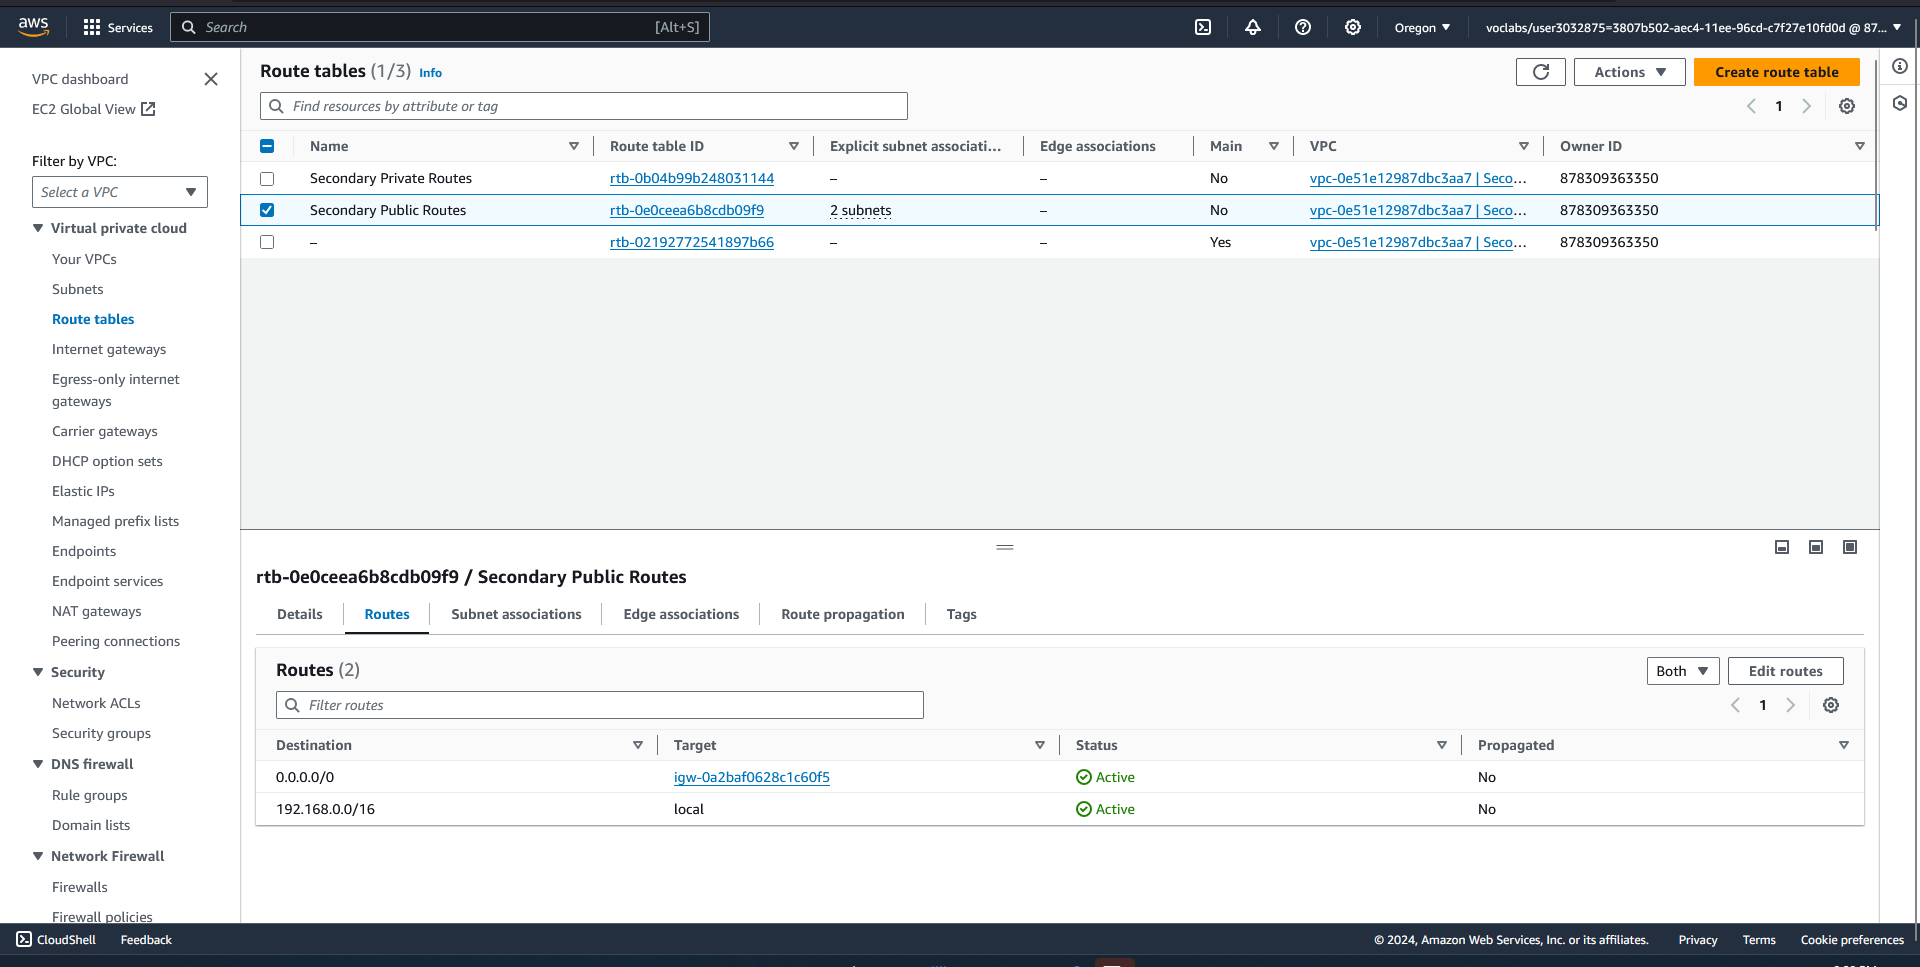 aws
Services
Search
[Alt+S]
Oregon
voclabs/user3032875=3807b502-aec4-11ee-96cd-c7f27e10fd0d @ 87...
VPC dashboard
EC2 Global View
Filter by VPC:
Select a VPC
Virtual private cloud
Your VPCs
Subnets
Route tables
Internet gateways
Egress-only internet
gateways
Carrier gateways
DHCP option sets
Elastic IPs
Managed prefix lists
Endpoints
Endpoint services
NAT gateways
Peering connections
Security
Network ACLs
Security groups
DNS firewall
Rule groups
Domain lists
Network Firewall
Firewalls
Firewall policies
Route tables (1/3) Info
Actions
Create route table
Find resources by attribute or tag
1
Name Route table ID Explicit subnet associati... Edge associations Main VPC Owner ID
Secondary Private Routes rtb-0b04b99b248031144 – – No vpc-0e51e12987dbc3aa7 | Seco... 878309363350
Secondary Public Routes rtb-0e0ceea6b8cdb09f9 2 subnets – No vpc-0e51e12987dbc3aa7 | Seco... 878309363350
– rtb-02192772541897b66 – – Yes vpc-0e51e12987dbc3aa7 | Seco... 878309363350
rtb-0e0ceea6b8cdb09f9 / Secondary Public Routes
Details Routes Subnet associations Edge associations Route propagation Tags
Routes (2)
Both
Edit routes
Filter routes
1
Destination Target Status Propagated
0.0.0.0/0 igw-0a2baf0628c1c60f5 Active No
192.168.0.0/16 local Active No
CloudShell Feedback © 2024, Amazon Web Services, Inc. or its affiliates. Privacy Terms Cookie preferences